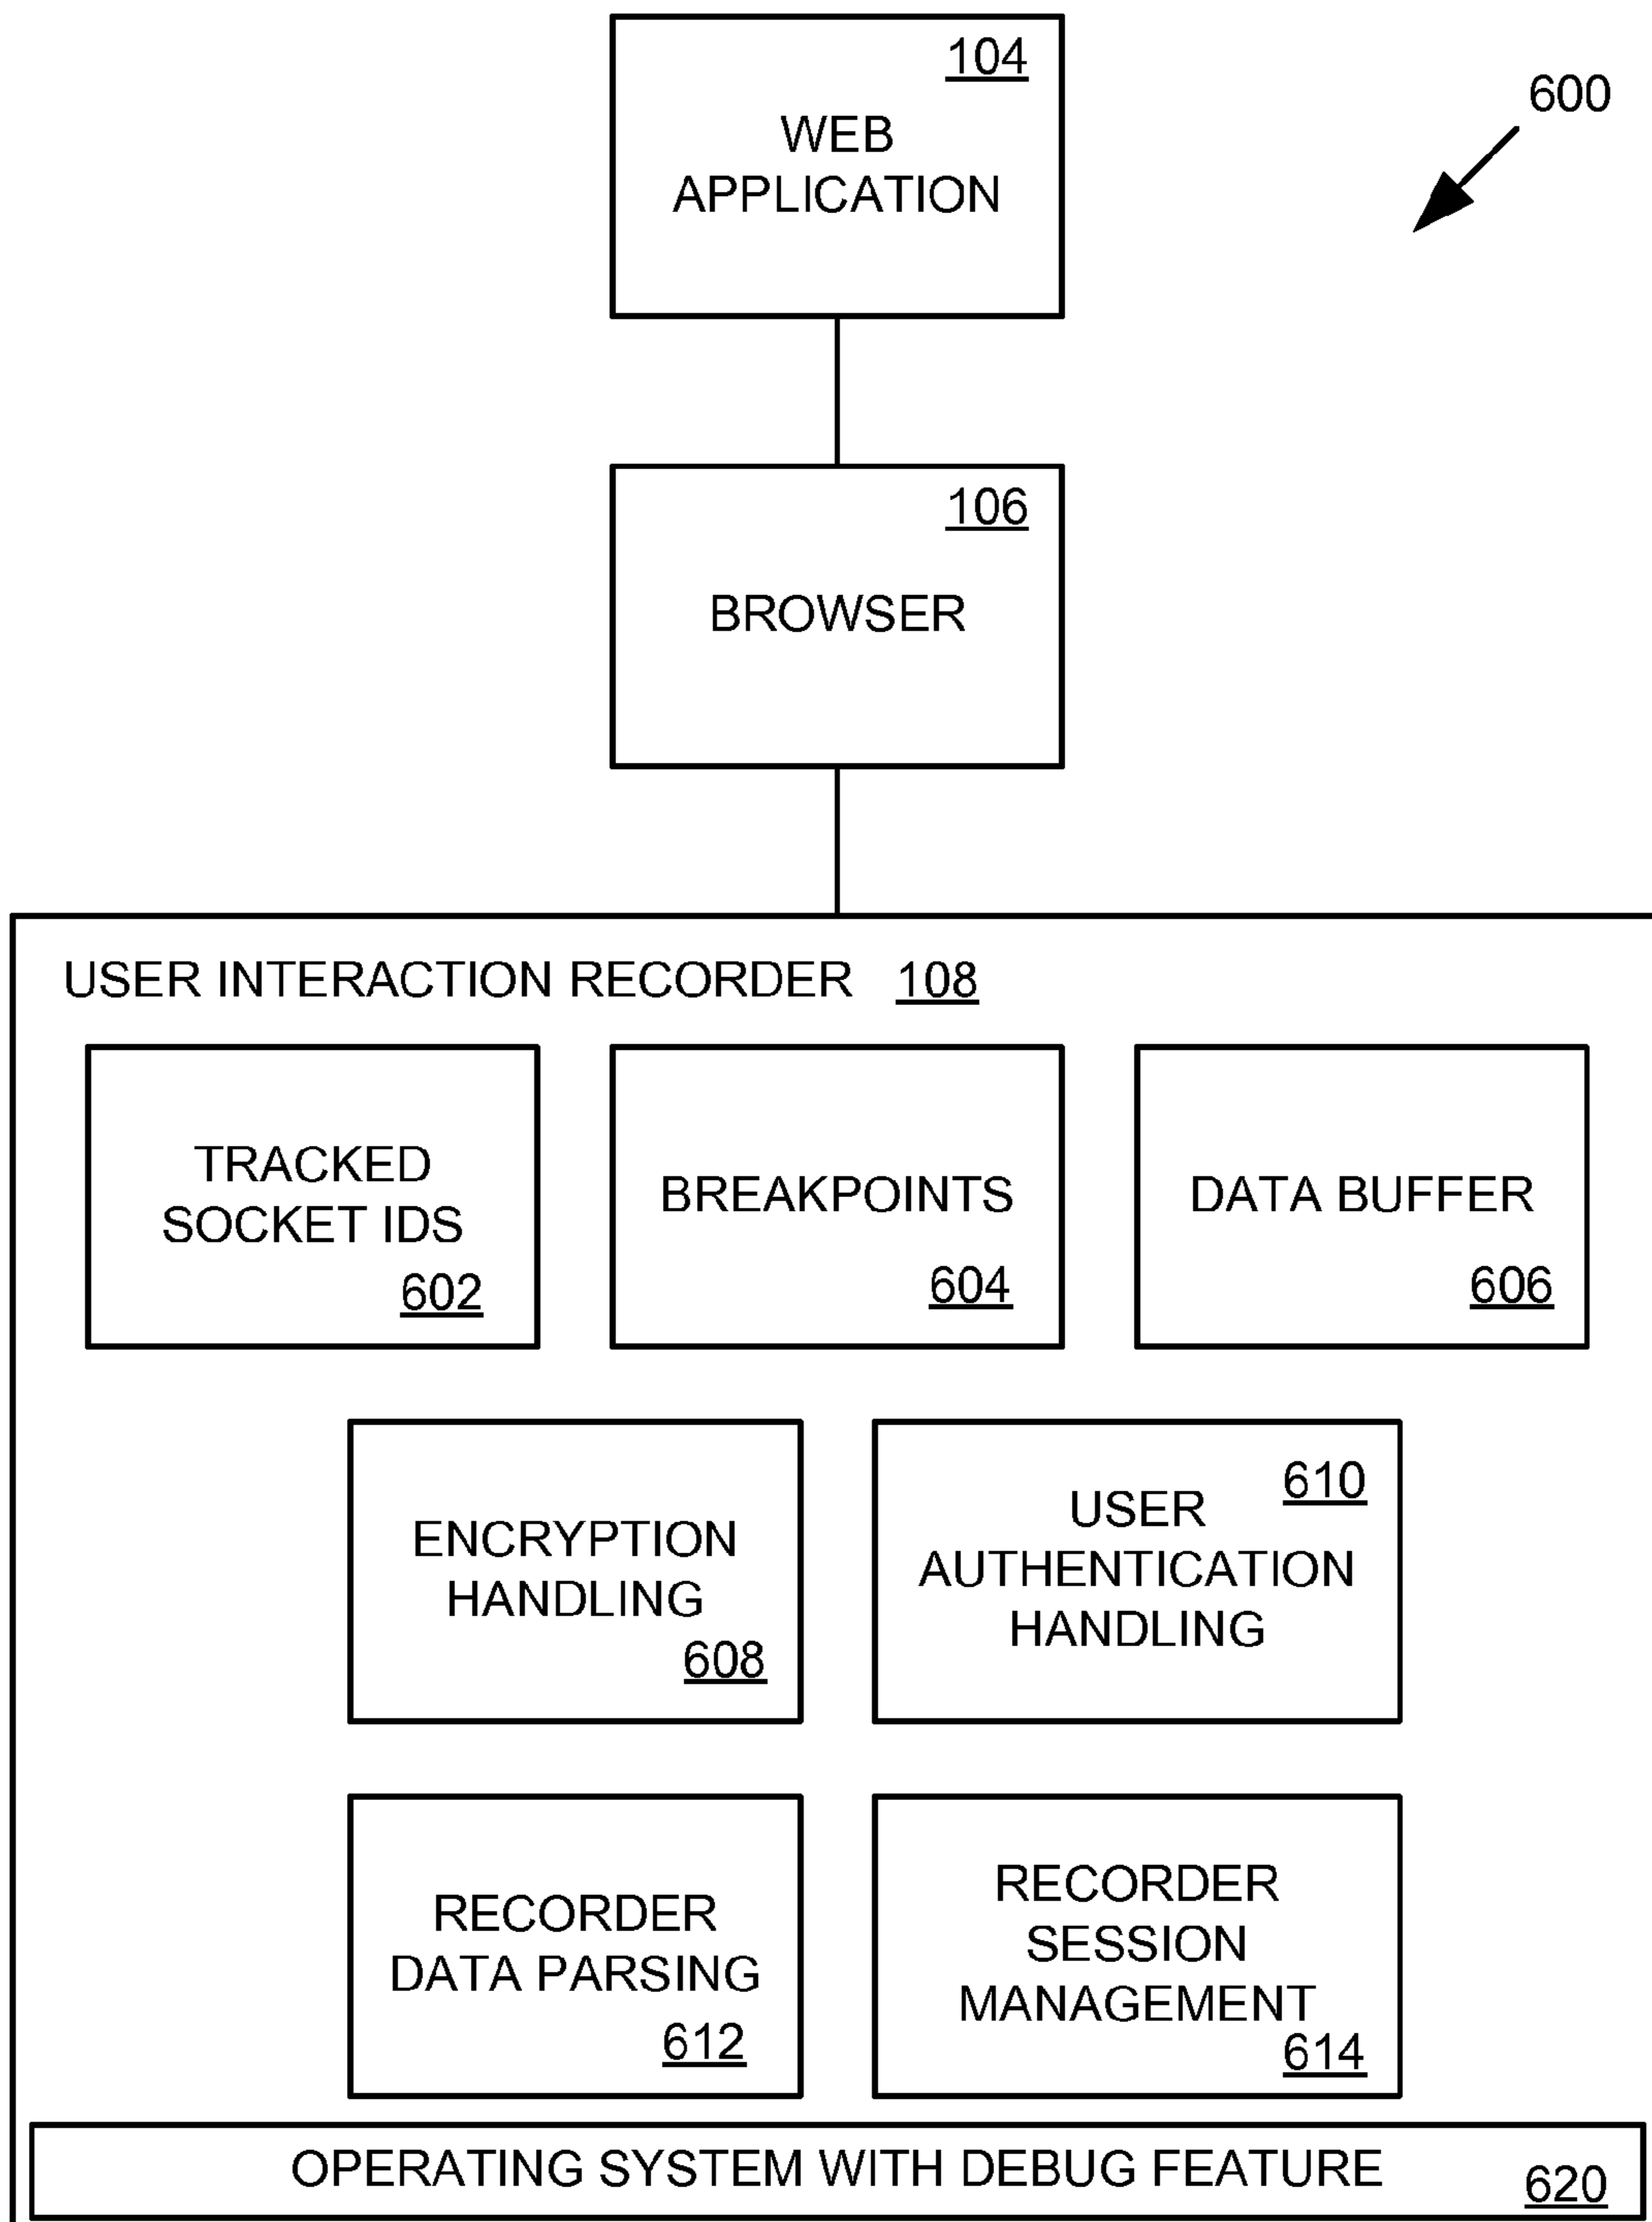 104
WEB
APPLICATION
600
106
BROWSER
USER INTERACTION RECORDER 108
TRACKED
SOCKET IDS
602
BREAKPOINTS
604
DATA BUFFER
606
ENCRYPTION
HANDLING
608
610
USER
AUTHENTICATION
HANDLING
RECORDER
DATA PARSING
612
RECORDER
SESSION
MANAGEMENT
614
OPERATING SYSTEM WITH DEBUG FEATURE 620